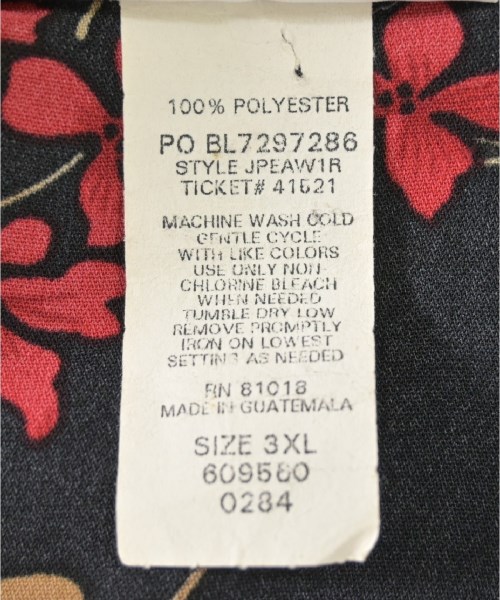 100% POLYESTER
PO BL7297286
STYLE JPEAW1R
TICKET# 41521
MACHINE WASH COLD
GENTLE CYCLE
WITH LIKE COLORS
USE ONLY NON-
CHLORINE BLEACH
WHEN NEEDED
TUMBLE DRY LOW
REMOVE PROMPTLY
IRON ON LOWEST
SETTING AS NEEDED
RN 81018
MADE IN GUATEMALA
SIZE 3XL
609580
0284